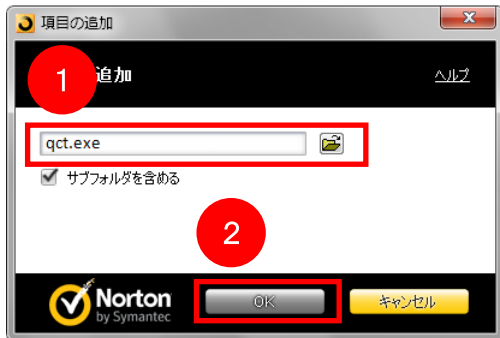 項目の追加
1
追加
ヘルプ
qct.exe
サブフォルダを含める
2
Norton
by Symantec
OK
キャンセル